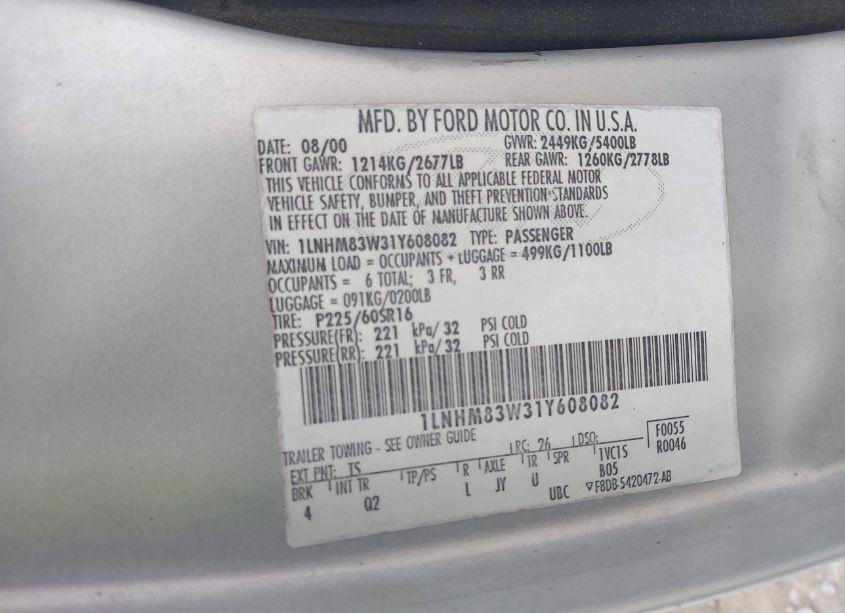 MFD. BY FORD MOTOR CO. IN U.S.A.
DATE: 08/00 GVWR: 2449KG/5400LB
FRONT GAWR: 1214KG/2677LB REAR GAWR: 1260KG/2778LB
THIS VEHICLE CONFORMS TO ALL APPLICABLE FEDERAL MOTOR
VEHICLE SAFETY, BUMPER, AND THEFT PREVENTION STANDARDS
IN EFFECT ON THE DATE OF MANUFACTURE SHOWN ABOVE.
VIN: 1LNHM83W31Y608082 TYPE: PASSENGER
MAXIMUM LOAD = OCCUPANTS + LUGGAGE = 499KG/1100LB
OCCUPANTS = 6 TOTAL; 3 FR, 3 RR
LUGGAGE = 091KG/0200LB
TIRE: P225/60SR16
PRESSURE(FR): 221 kPa/ 32 PSI COLD
PRESSURE(RR): 221 kPa/ 32 PSI COLD
1LNHM83W31Y608082
TRAILER TOWING - SEE OWNER GUIDE
EXT PNT: TS RC: 26 DSO: F0055
R0046
BRK INT TR TP/PS R AXLE TR SPR 1VC1S
4 Q2 L JY U UBC B05
▽F8DB-5420472-AB